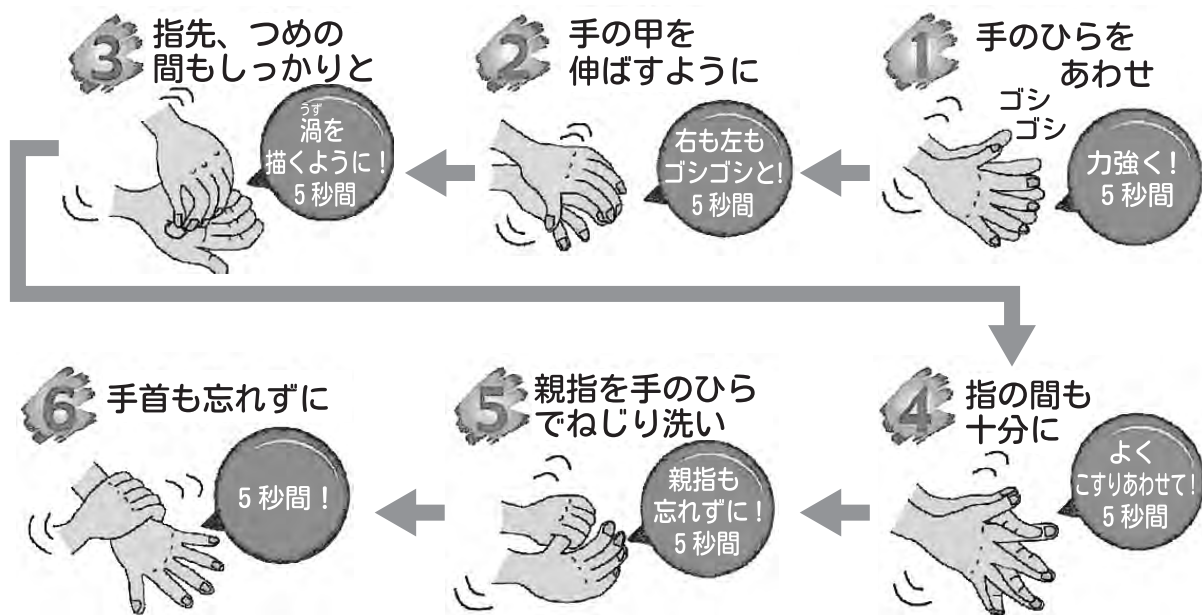 1
手のひらを
あわせ
ゴシ
ゴシ
力強く!
5秒間
2
手の甲を
伸ばすように
右も左も
ゴシゴシと!
5秒間
3
指先、つめの
間もしっかりと
うず
渦を
描くように!
5秒間
4
指の間も
十分に
よく
こすりあわせて!
5秒間
5
親指を手のひら
でねじり洗い
親指も
忘れずに!
5秒間
6
手首も忘れずに
5秒間!